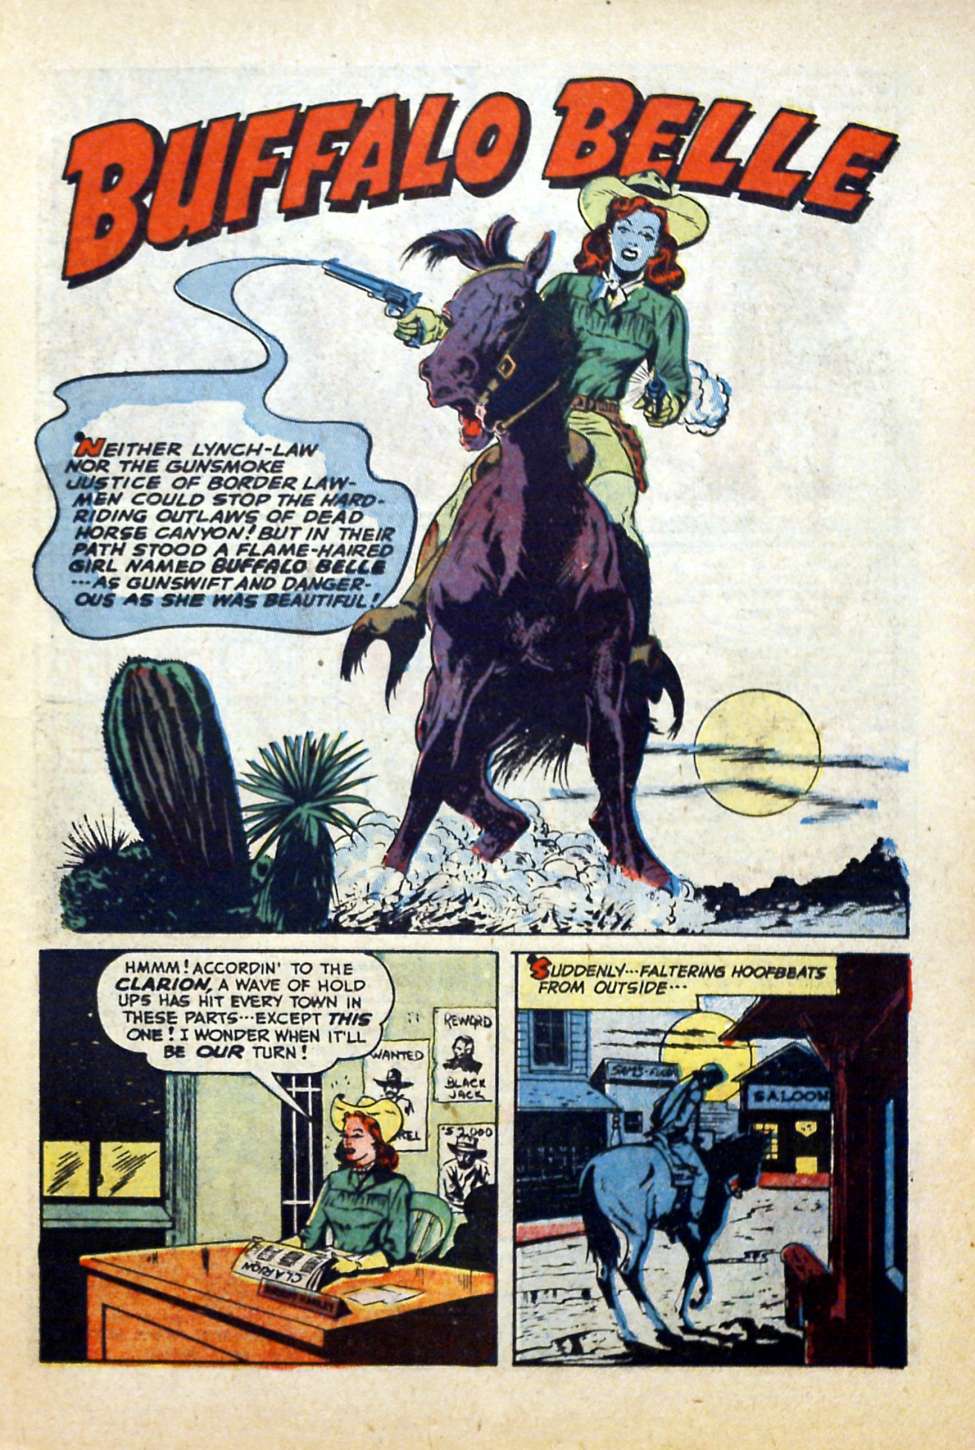 BUFFALO BELLE
NEITHER LYNCH-LAW
NOR THE GUNSMOKE
JUSTICE OF BORDER LAW-
MEN COULD STOP THE HARD-
RIDING OUTLAWS OF DEAD
HORSE CANYON! BUT IN THEIR
PATH STOOD A FLAME-HAIRED
GIRL NAMED BUFFALO BELLE
---AS GUNSWIFT AND DANGER-
OUS AS SHE WAS BEAUTIFUL!
HMMM! ACCORDIN' TO THE
CLARION, A WAVE OF HOLD
UPS HAS HIT EVERY TOWN IN
THESE PARTS---EXCEPT THIS
ONE! I WONDER WHEN IT'LL
BE OUR TURN!
REWARD
BLACK
JACK
WANTED
$2,000
CLARION
SUDDENLY---FALTERING HOOFBEATS
FROM OUTSIDE---
SALOON